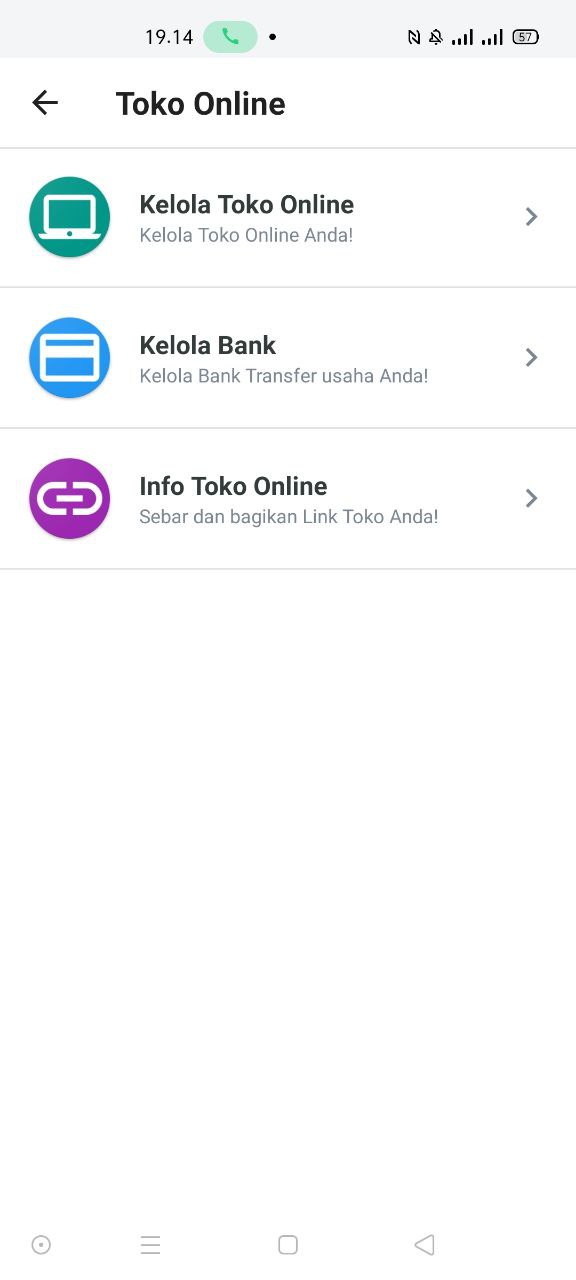 19.14
57
Toko Online
Kelola Toko Online
Kelola Toko Online Anda!
Kelola Bank
Kelola Bank Transfer usaha Anda!
Info Toko Online
Sebar dan bagikan Link Toko Anda!